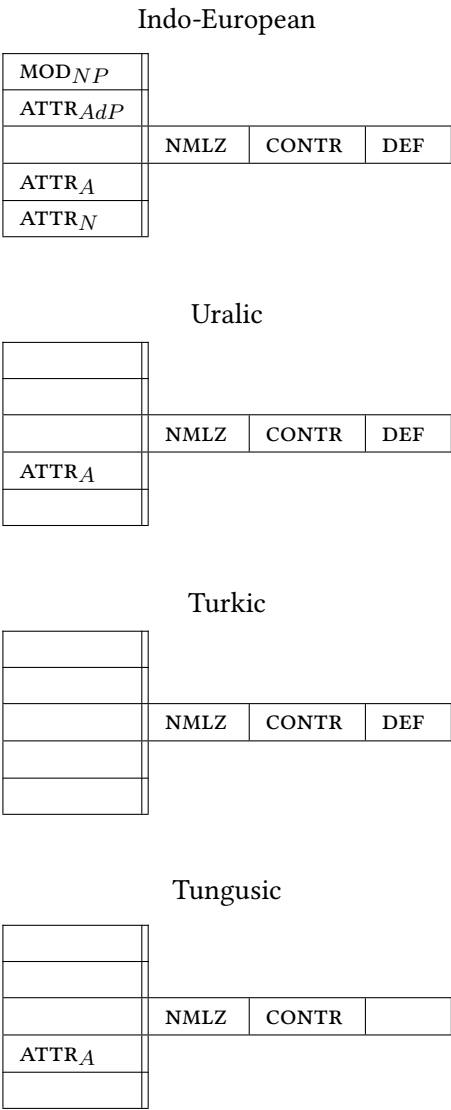 Indo-European
MOD_NP
ATTR_AdP
NMLZ CONTR DEF
ATTR_A
ATTR_N
Uralic
NMLZ CONTR DEF
ATTR_A
Turkic
NMLZ CONTR DEF
Tungusic
NMLZ CONTR
ATTR_A